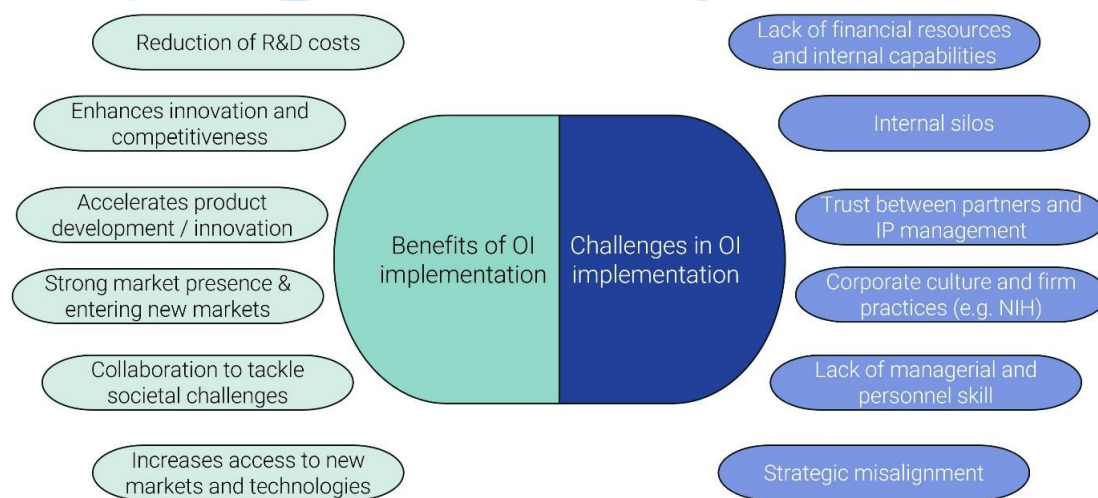 Reduction of R&D costs
Enhances innovation and
competitiveness
Accelerates product
development / innovation
Strong market presence &
entering new markets
Collaboration to tackle
societal challenges
Increases access to new
markets and technologies
Benefits of OI
implementation
Challenges in OI
implementation
Lack of financial resources
and internal capabilities
Internal silos
Trust between partners and
IP management
Corporate culture and firm
practices (e.g. NIH)
Lack of managerial and
personnel skill
Strategic misalignment